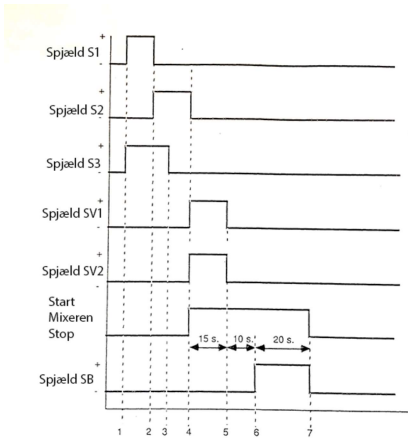 +
Spjæld S1
-
+
Spjæld S2
-
+
Spjæld S3
-
+
Spjæld SV1
-
+
Spjæld SV2
-
Start
Mixeren
Stop
15 s. 10 s. 20 s.
+
Spjæld SB
-
1 2 3 4 5 6 7